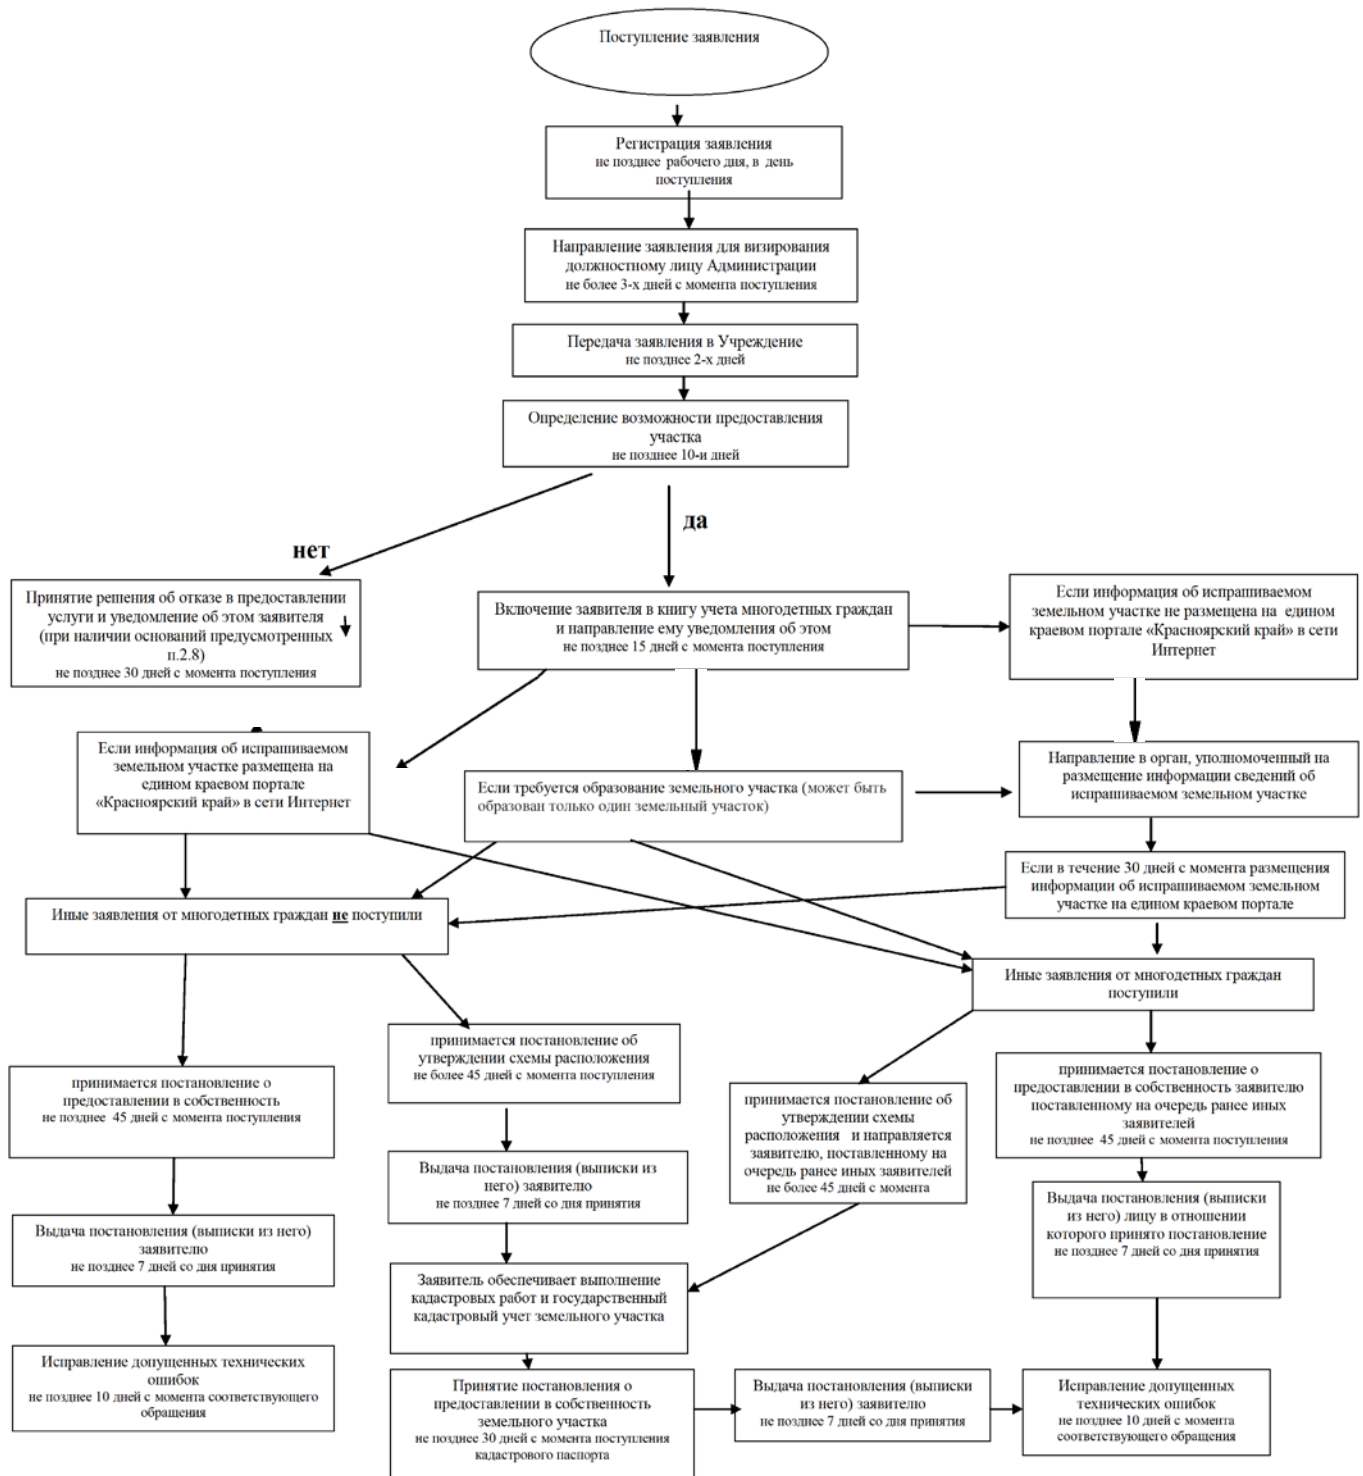 Поступление заявления
Регистрация заявления
не позднее рабочего дня, в день
поступления
Направление заявления для визирования
должностному лицу Администрации
не более 3-х дней с момента поступления
Передача заявления в Учреждение
не позднее 2-х дней
Определение возможности предоставления
участка
не позднее 10-и дней
да
нет
Принятие решения об отказе в предоставлении
услуги и уведомление об этом заявителя
(при наличии оснований предусмотренных
п.2.8)
не позднее 30 дней с момента поступления
Включение заявителя в книгу учета многодетных граждан
и направление ему уведомления об этом
не позднее 15 дней с момента поступления
Если информация об испрашиваемом
земельном участке не размещена на едином
краевом портале «Красноярский край» в сети
Интернет
Если информация об испрашиваемом
земельном участке размещена на
едином краевом портале
«Красноярский край» в сети Интернет
Если требуется образование земельного участка (может быть
образован только один земельный участок)
Направление в орган, уполномоченный на
размещение информации сведений об
испрашиваемом земельном участке
Если в течение 30 дней с момента размещения
информации об испрашиваемом земельном
участке на едином краевом портале
Иные заявления от многодетных граждан не поступили
Иные заявления от многодетных граждан
поступили
принимается постановление о
предоставлении в собственность
не позднее 45 дней с момента поступления
принимается постановление об
утверждении схемы расположения
не более 45 дней с момента поступления
принимается постановление об
утверждении схемы
расположения и направляется
заявителю, поставленному на
очередь ранее иных заявителей
не более 45 дней с момента
принимается постановление о
предоставлении в собственность заявителю
поставленному на очередь ранее иных
заявителей
не позднее 45 дней с момента поступления
Выдача постановления (выписки из
него) заявителю
не позднее 7 дней со дня принятия
Выдача постановления (выписки
из него) лицу в отношении
которого принято постановление
не позднее 7 дней со дня принятия
Выдача постановления (выписки из него)
заявителю
не позднее 7 дней со дня принятия
Заявитель обеспечивает выполнение
кадастровых работ и государственный
кадастровый учет земельного участка
Исправление допущенных технических
ошибок
не позднее 10 дней с момента соответствующего
обращения
Принятие постановления о
предоставлении в собственность
земельного участка
не позднее 30 дней с момента поступления
кадастрового паспорта
Выдача постановления (выписки
из него) заявителю
не позднее 7 дней со дня принятия
Исправление допущенных
технических ошибок
не позднее 10 дней с момента
соответствующего обращения